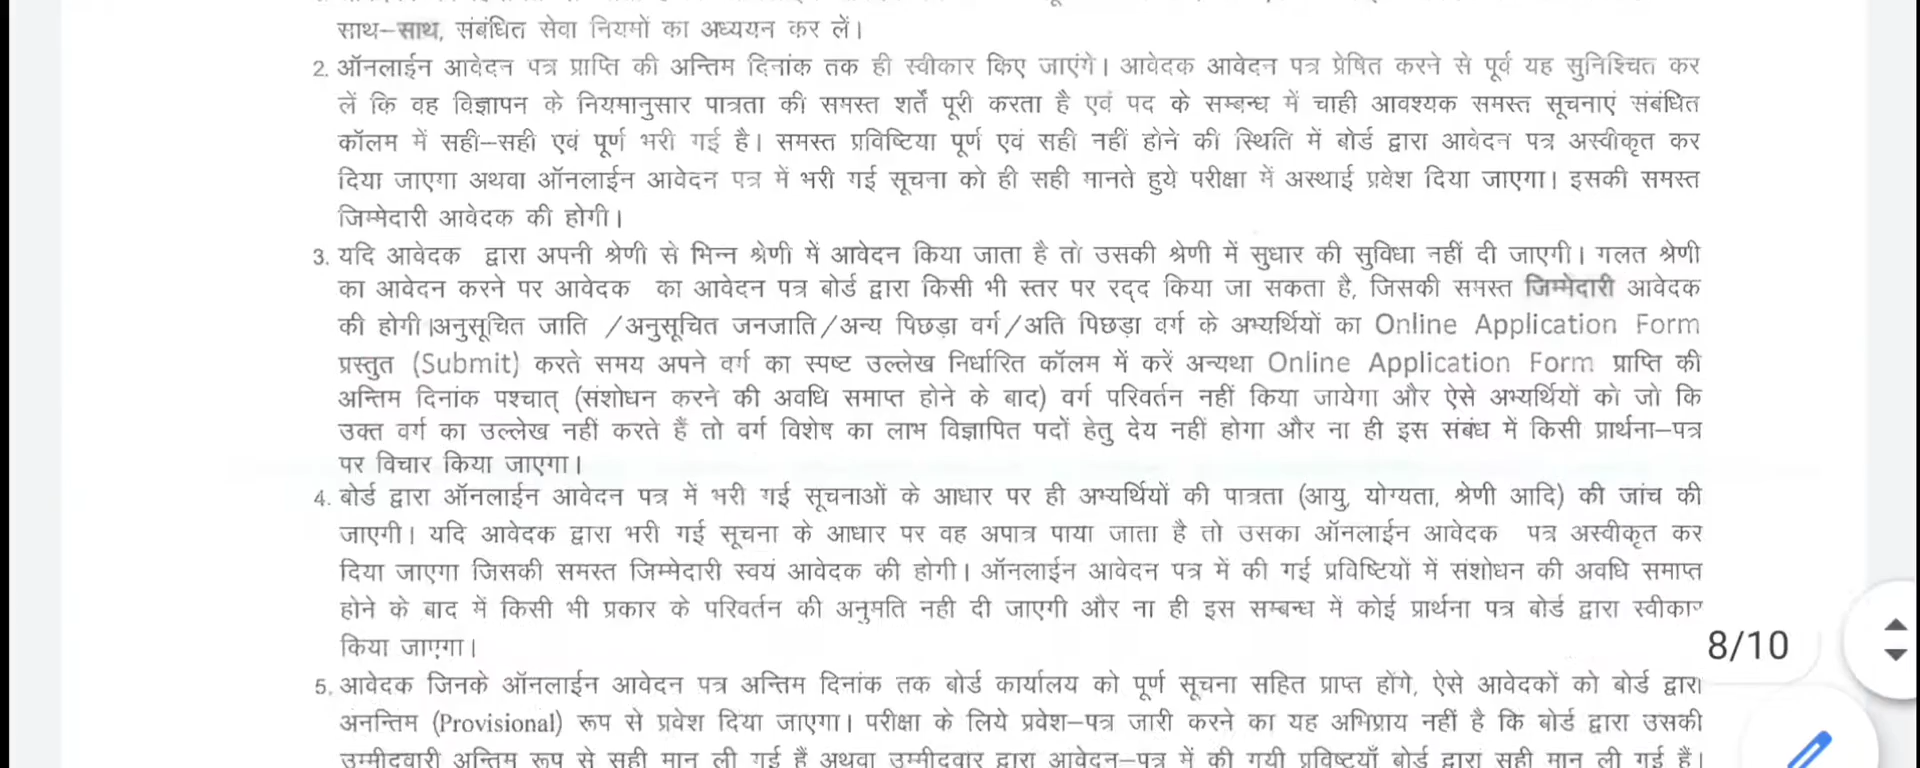 साथ–साथ, संबंधित सेवा नियमों का अध्ययन कर लें।
2. ऑनलाईन आवेदन पत्र प्राप्ति की अन्तिम दिनांक तक ही स्वीकार किए जाएंगे। आवेदक आवेदन पत्र प्रेषित करने से पूर्व यह सुनिश्चित कर
लें कि वह विज्ञापन के नियमानुसार पात्रता की समस्त शर्तें पूरी करता है एवं पद के सम्बन्ध में चाही आवश्यक समस्त सूचनाएं संबंधित
कॉलम में सही–सही एवं पूर्ण भरी गई है। समस्त प्रविष्टिया पूर्ण एवं सही नहीं होने की स्थिति में बोर्ड द्वारा आवेदन पत्र अस्वीकृत कर
दिया जाएगा अथवा ऑनलाईन आवेदन पत्र में भरी गई सूचना को ही सही मानते हुये परीक्षा में अस्थाई प्रवेश दिया जाएगा। इसकी समस्त
जिम्मेदारी आवेदक की होगी।
3. यदि आवेदक द्वारा अपनी श्रेणी से भिन्न श्रेणी में आवेदन किया जाता है तो उसकी श्रेणी में सुधार की सुविधा नहीं दी जाएगी। गलत श्रेणी
का आवेदन करने पर आवेदक का आवेदन पत्र बोर्ड द्वारा किसी भी स्तर पर रद्द किया जा सकता है, जिसकी समस्त जिम्मेदारी आवेदक
की होगी।अनुसूचित जाति /अनुसूचित जनजाति/अन्य पिछड़ा वर्ग/अति पिछड़ा वर्ग के अभ्यर्थियों का Online Application Form
प्रस्तुत (Submit) करते समय अपने वर्ग का स्पष्ट उल्लेख निर्धारित कॉलम में करें अन्यथा Online Application Form प्राप्ति की
अन्तिम दिनांक पश्चात् (संशोधन करने की अवधि समाप्त होने के बाद) वर्ग परिवर्तन नहीं किया जायेगा और ऐसे अभ्यर्थियों को जो कि
उक्त वर्ग का उल्लेख नहीं करते हैं तो वर्ग विशेष का लाभ विज्ञापित पदों हेतु देय नहीं होगा और ना ही इस संबंध में किसी प्रार्थना–पत्र
पर विचार किया जाएगा।
4. बोर्ड द्वारा ऑनलाईन आवेदन पत्र में भरी गई सूचनाओं के आधार पर ही अभ्यर्थियों की पात्रता (आयु, योग्यता, श्रेणी आदि) की जांच की
जाएगी। यदि आवेदक द्वारा भरी गई सूचना के आधार पर वह अपात्र पाया जाता है तो उसका ऑनलाईन आवेदक पत्र अस्वीकृत कर
दिया जाएगा जिसकी समस्त जिम्मेदारी स्वयं आवेदक की होगी। ऑनलाईन आवेदन पत्र में की गई प्रविष्टियों में संशोधन की अवधि समाप्त
होने के बाद में किसी भी प्रकार के परिवर्तन की अनुमति नही दी जाएगी और ना ही इस सम्बन्ध में कोई प्रार्थना पत्र बोर्ड द्वारा स्वीकार
किया जाएगा।
8/10
5. आवेदक जिनके ऑनलाईन आवेदन पत्र अन्तिम दिनांक तक बोर्ड कार्यालय को पूर्ण सूचना सहित प्राप्त होंगे, ऐसे आवेदकों को बोर्ड द्वारा
अनन्तिम (Provisional) रूप से प्रवेश दिया जाएगा। परीक्षा के लिये प्रवेश–पत्र जारी करने का यह अभिप्राय नहीं है कि बोर्ड द्वारा उसकी
उम्मीदवारी अन्तिम रूप से सही मान ली गई हैं अथवा उम्मीदवार द्वारा आवेदन–पत्र में की गयी प्रविष्टियाँ बोर्ड द्वारा सही मान ली गई हैं।